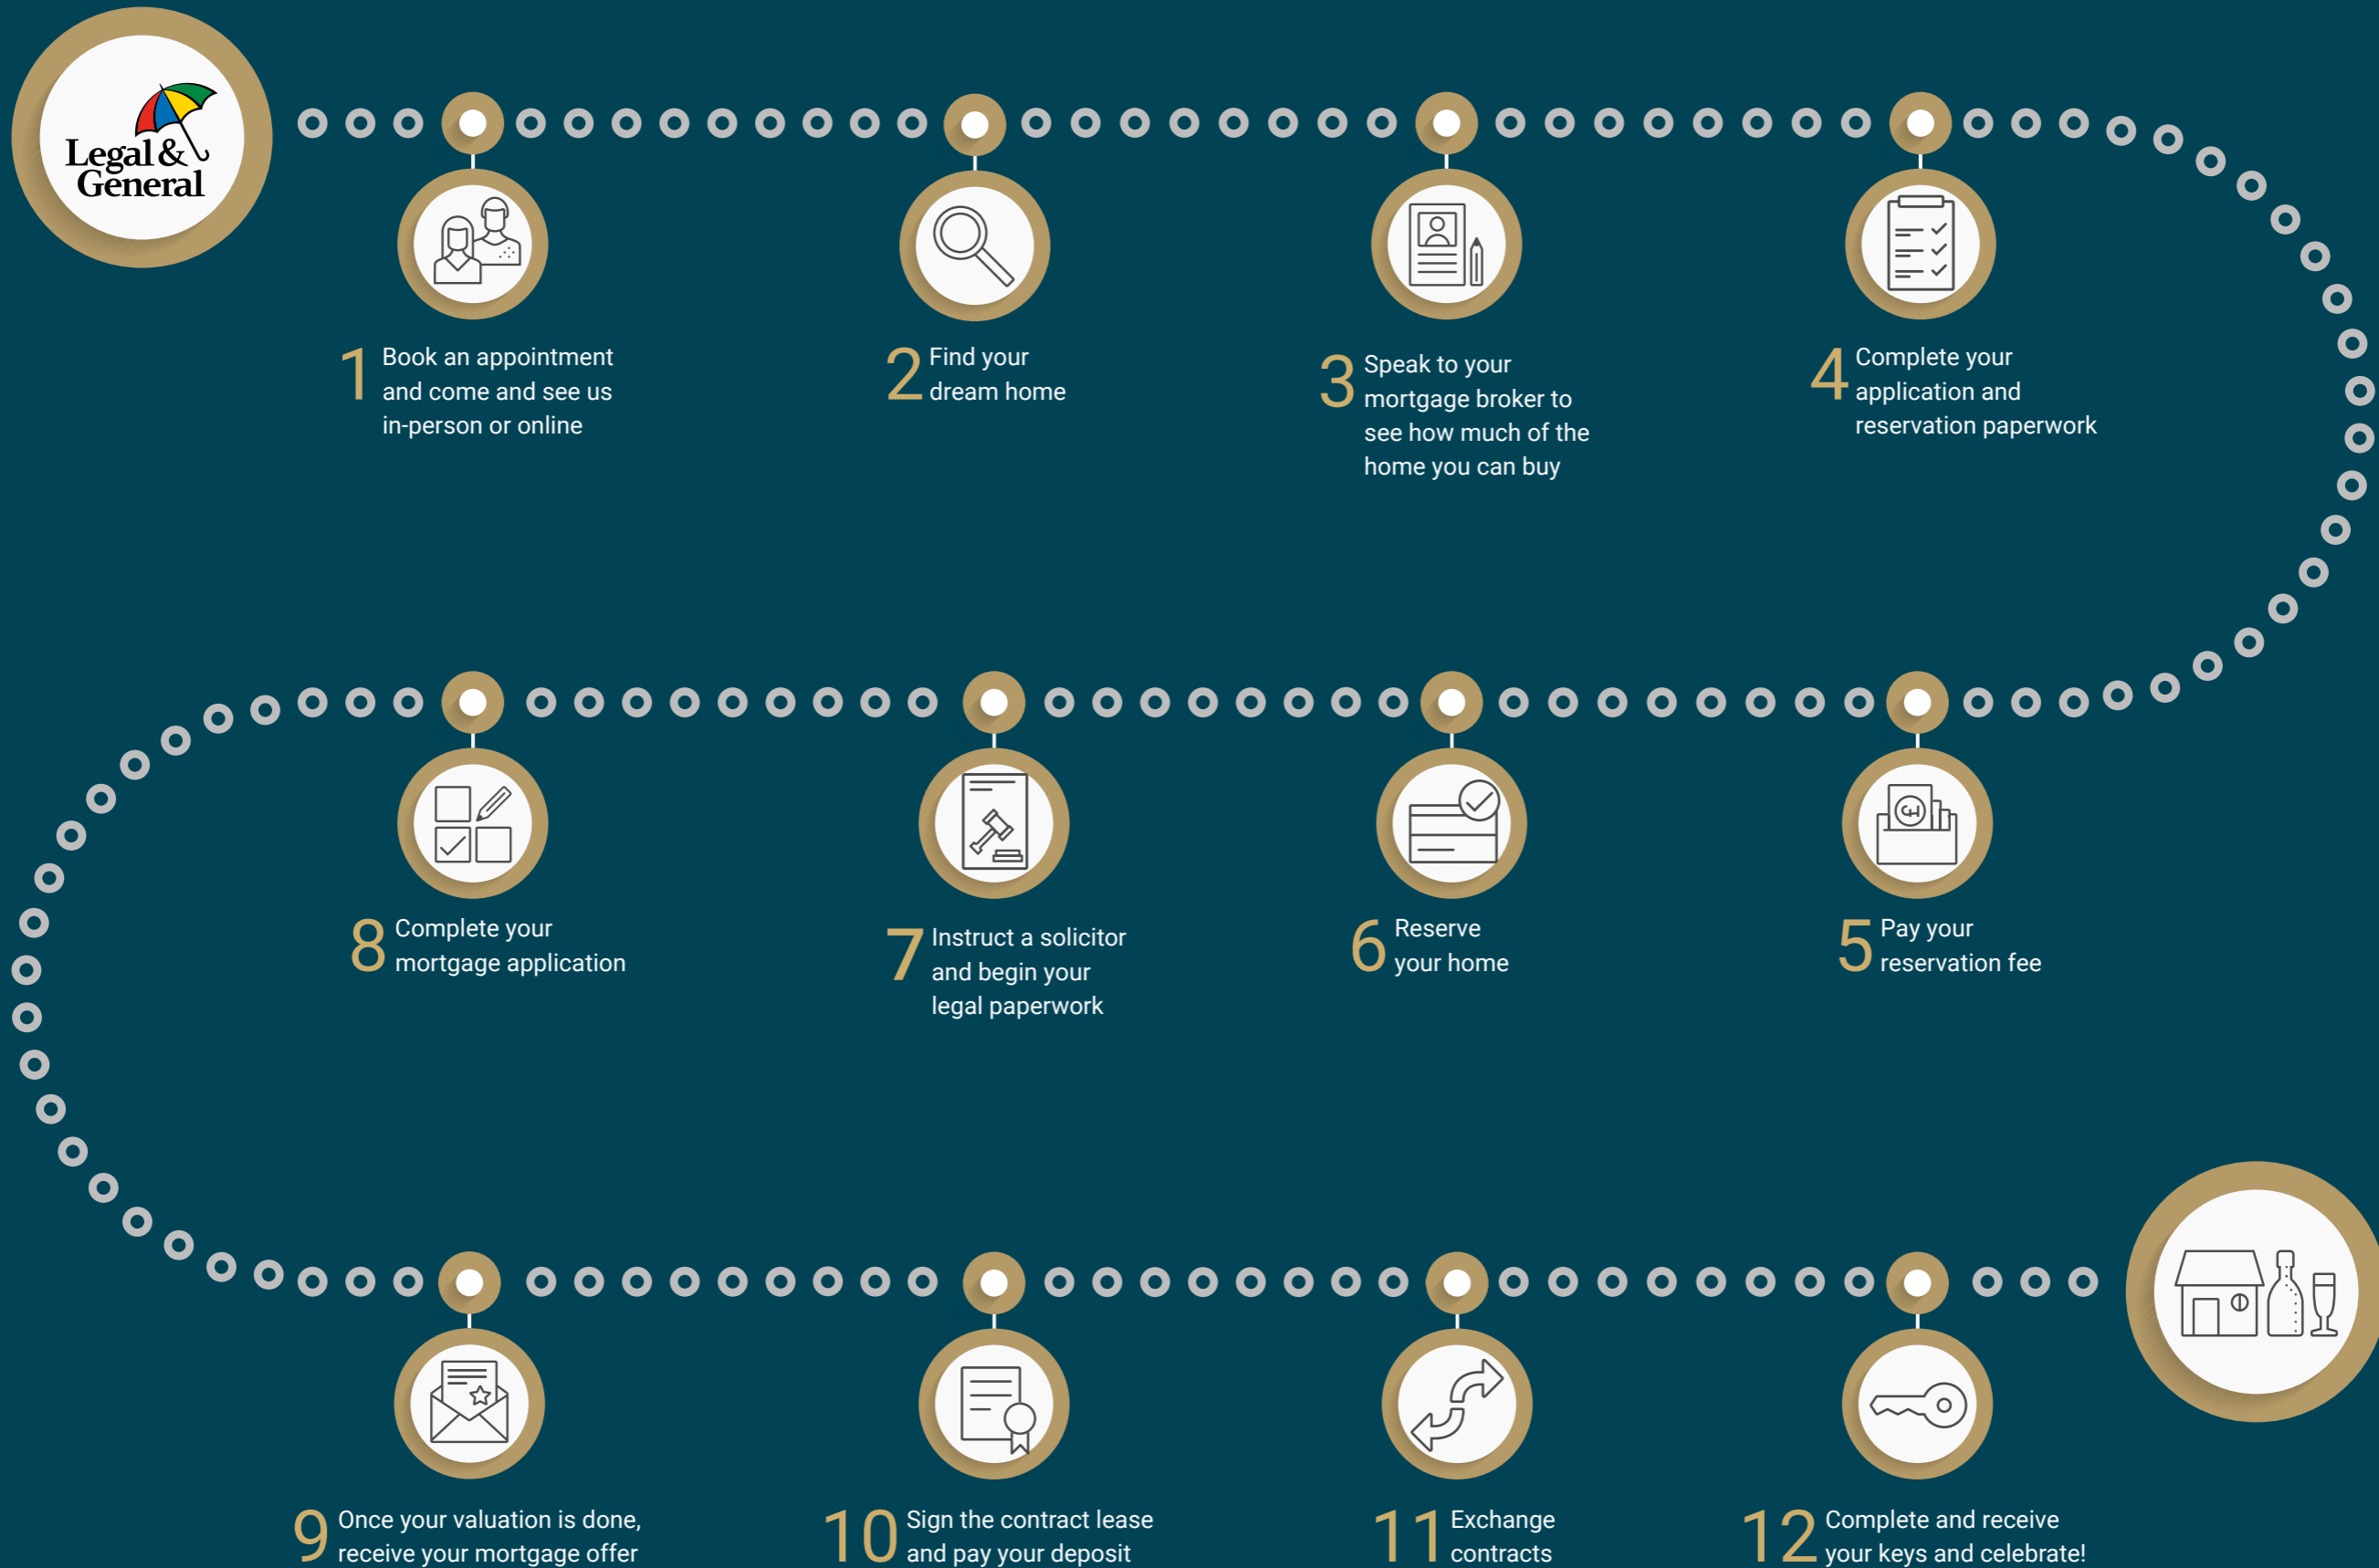 Legal &
General
1 Book an appointment
and come and see us
in-person or online
2 Find your
dream home
3 Speak to your
mortgage broker to
see how much of the
home you can buy
4 Complete your
application and
reservation paperwork
5 Pay your
reservation fee
6 Reserve
your home
7 Instruct a solicitor
and begin your
legal paperwork
8 Complete your
mortgage application
9 Once your valuation is done,
receive your mortgage offer
10 Sign the contract lease
and pay your deposit
11 Exchange
contracts
12 Complete and receive
your keys and celebrate!